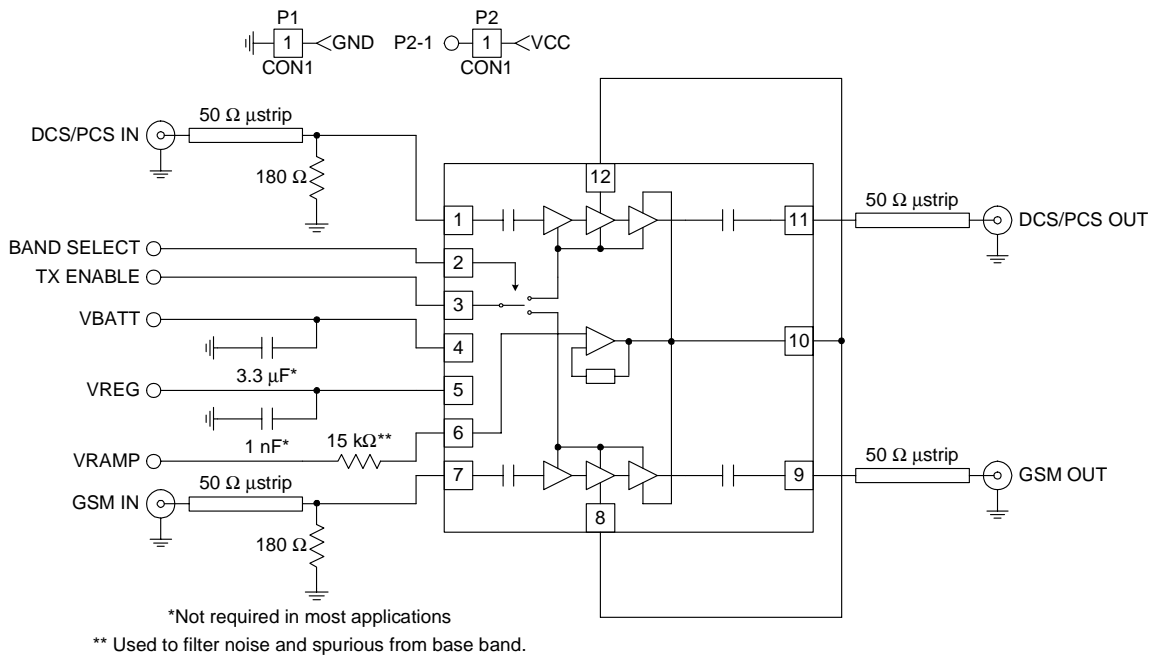 P1
P2
1
GND
P2-1
1
VCC
CON1
CON1
50 Ω µstrip
DCS/PCS IN
180 Ω
12
1
11
50 Ω µstrip
DCS/PCS OUT
BAND SELECT
2
TX ENABLE
3
VBATT
4
10
3.3 µF*
VREG
5
6
1 nF*
15 kΩ**
VRAMP
7
9
50 Ω µstrip
GSM OUT
50 Ω µstrip
GSM IN
8
180 Ω
*Not required in most applications
** Used to filter noise and spurious from base band.